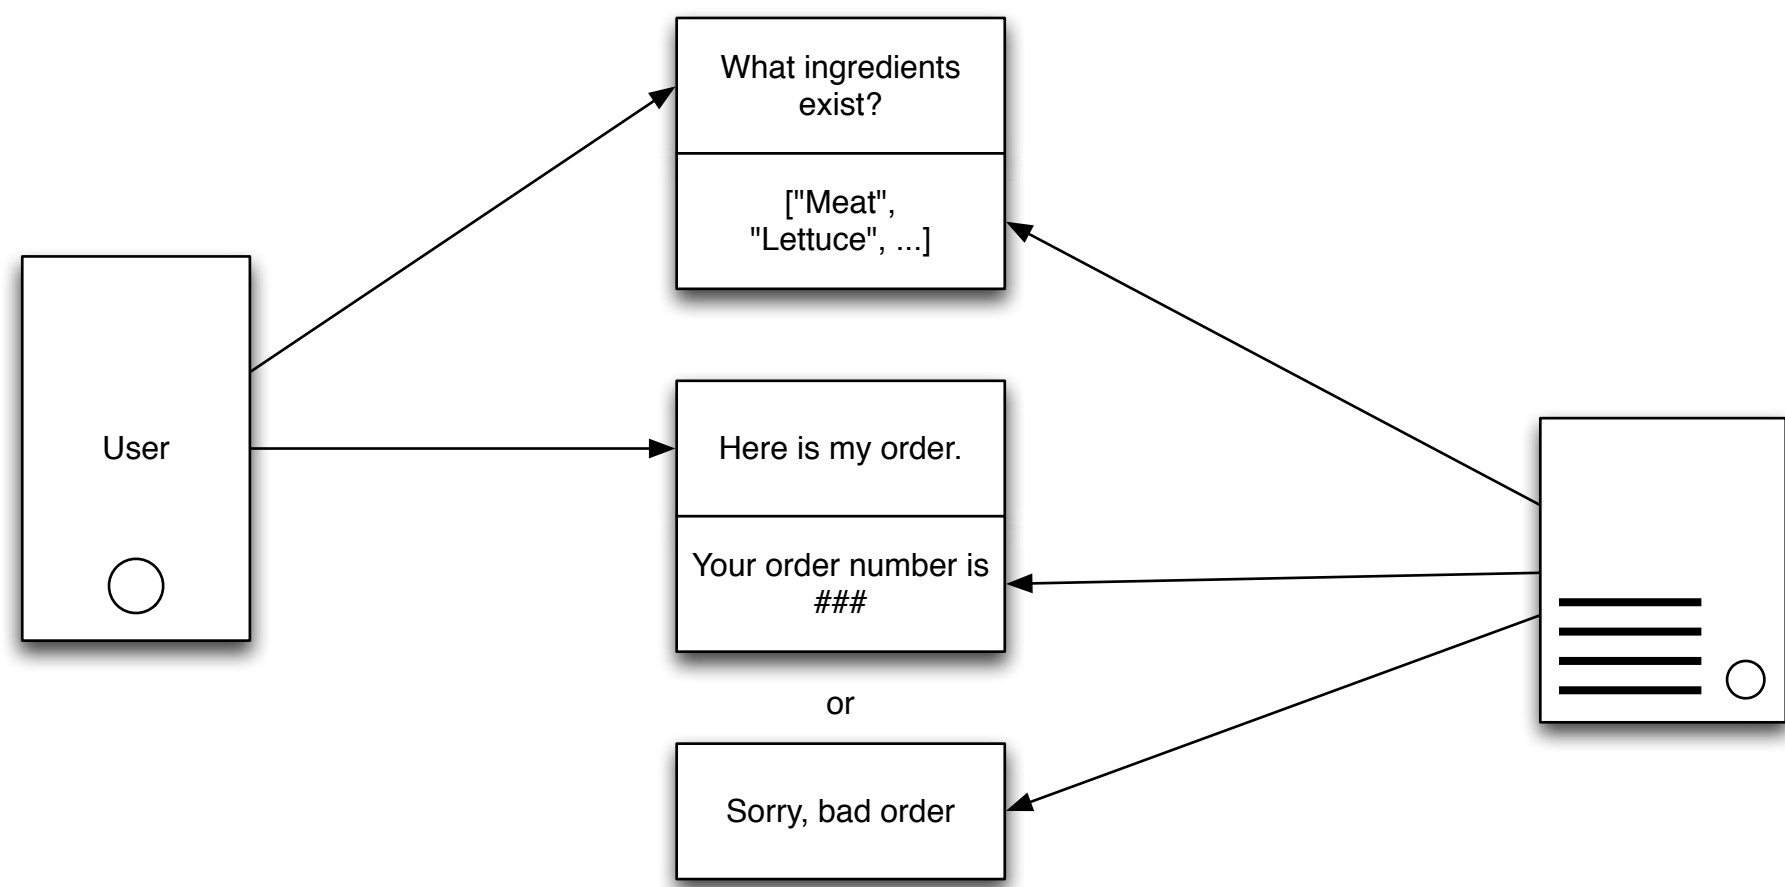 What ingredients
exist?
["Meat",
"Lettuce", ...]
User
Here is my order.
Your order number is
###
or
Sorry, bad order